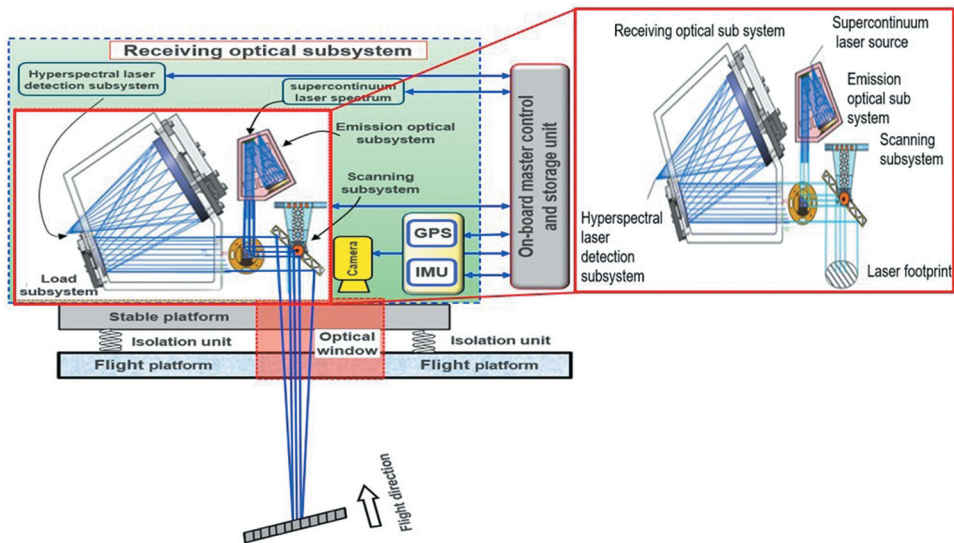 Receiving optical subsystem
Hyperspectral laser
detection subsystem
supercontinuum
laser spectrum
Emission optical
subsystem
Scanning
subsystem
Load
subsystem
Camera
GPS
IMU
On-board master control
and storage unit
Stable platform
Isolation unit
Optical
window
Isolation unit
Flight platform
Flight platform
Flight direction
Receiving optical sub system
Supercontinuum
laser source
Emission
optical sub
system
Scanning
subsystem
Hyperspectral
laser
detection
subsystem
Laser footprint